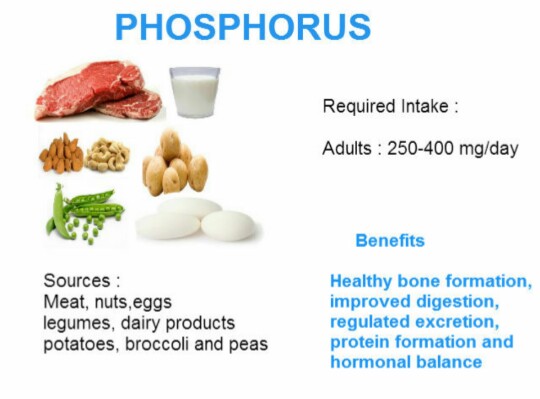 PHOSPHORUS
Required Intake :
Adults : 250-400 mg/day
Benefits
Healthy bone formation,
improved digestion,
regulated excretion,
protein formation and
hormonal balance
Sources :
Meat, nuts,eggs
legumes, dairy products
potatoes, broccoli and peas